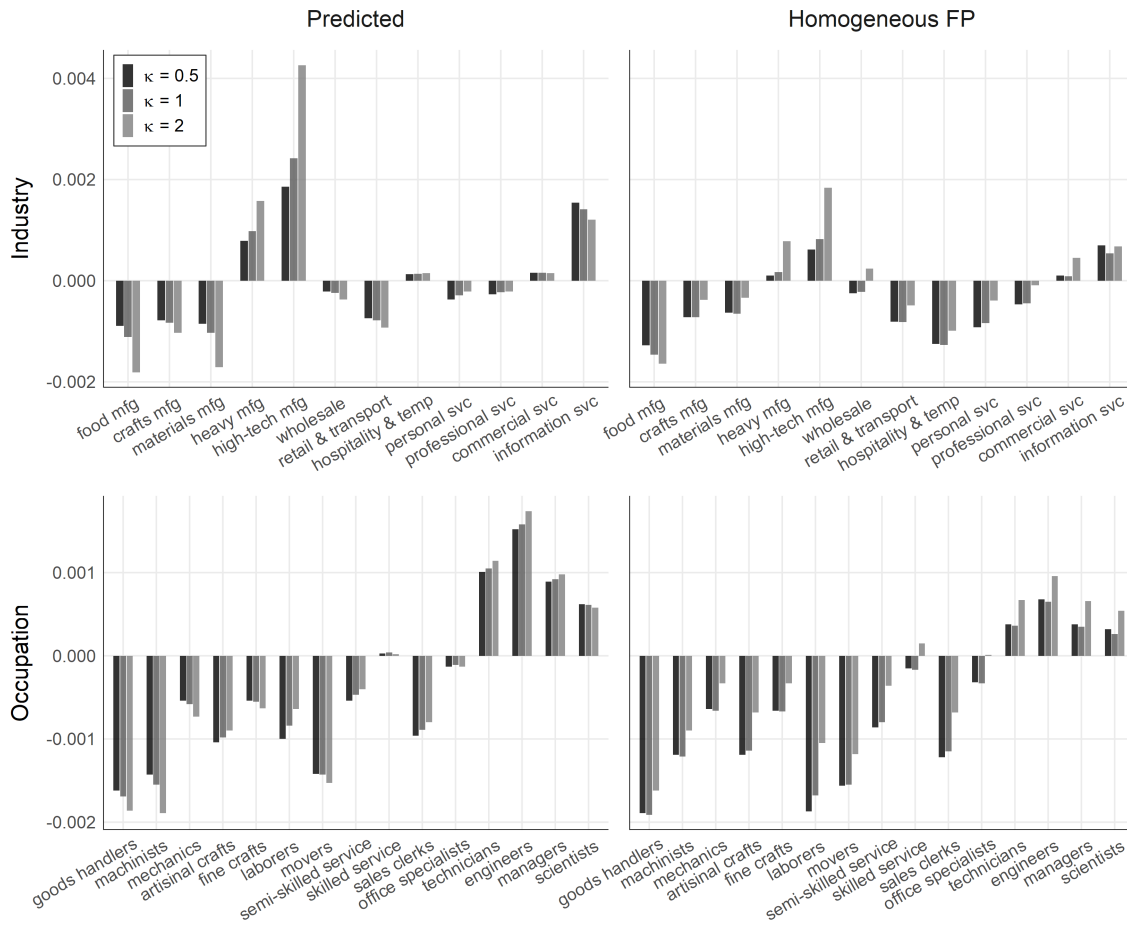 Predicted
Homogeneous FP
Industry
0.004
0.002
0.000
-0.002
κ = 0.5
κ = 1
κ = 2
food mfg
crafts mfg
materials mfg
heavy mfg
high-tech mfg
wholesale
retail & transport
hospitality & temp
personal svc
professional svc
commercial svc
information svc
food mfg
crafts mfg
materials mfg
heavy mfg
high-tech mfg
wholesale
retail & transport
hospitality & temp
personal svc
professional svc
commercial svc
information svc
Occupation
0.001
0.000
-0.001
-0.002
goods handlers
machinists
mechanics
artisinal crafts
fine crafts
laborers
movers
semi-skilled service
skilled service
sales clerks
office specialists
technicians
engineers
managers
scientists
goods handlers
machinists
mechanics
artisinal crafts
fine crafts
laborers
movers
semi-skilled service
skilled service
sales clerks
office specialists
technicians
engineers
managers
scientists